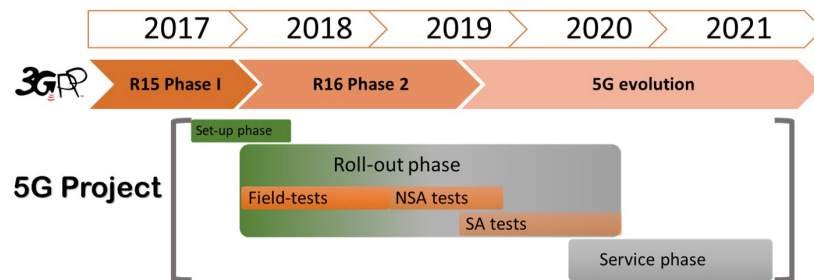 2017 2018 2019 2020 2021
3GPP R15 Phase I R16 Phase 2 5G evolution
Set-up phase
Roll-out phase
5G Project
Field-tests NSA tests
SA tests
Service phase